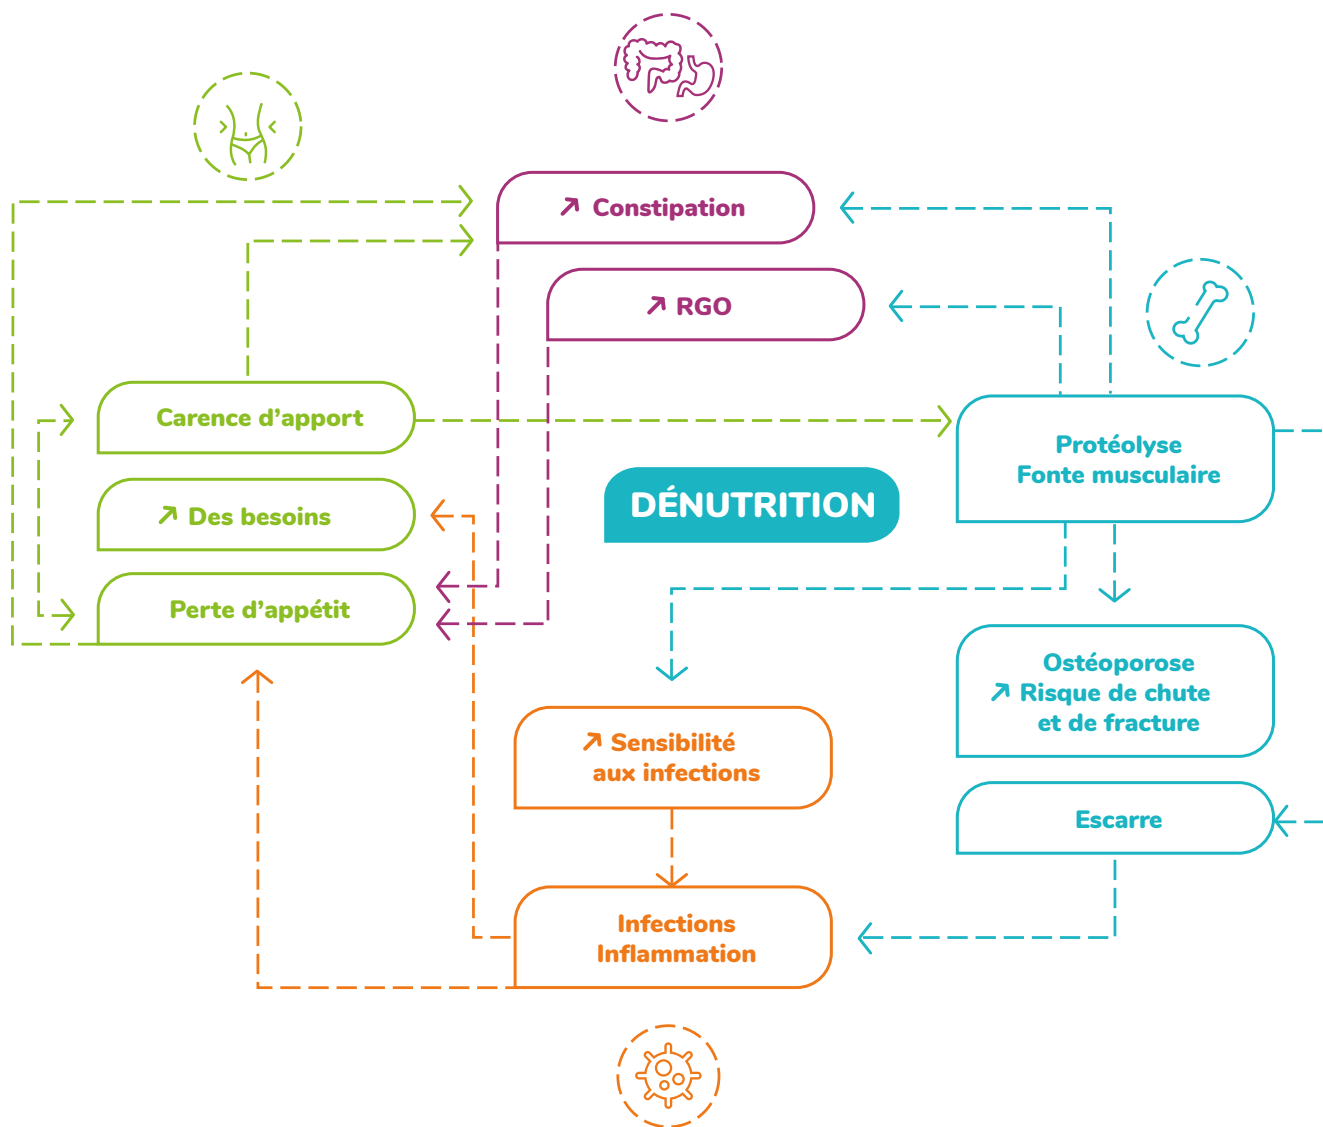 ↗ Constipation
↗ RGO
Carence d’apport
↗ Des besoins
Perte d’appétit
DÉNUTRITION
Protéolyse
Fonte musculaire
Ostéoporose
↗ Risque de chute
et de fracture
Escarre
↗ Sensibilité
aux infections
Infections
Inflammation